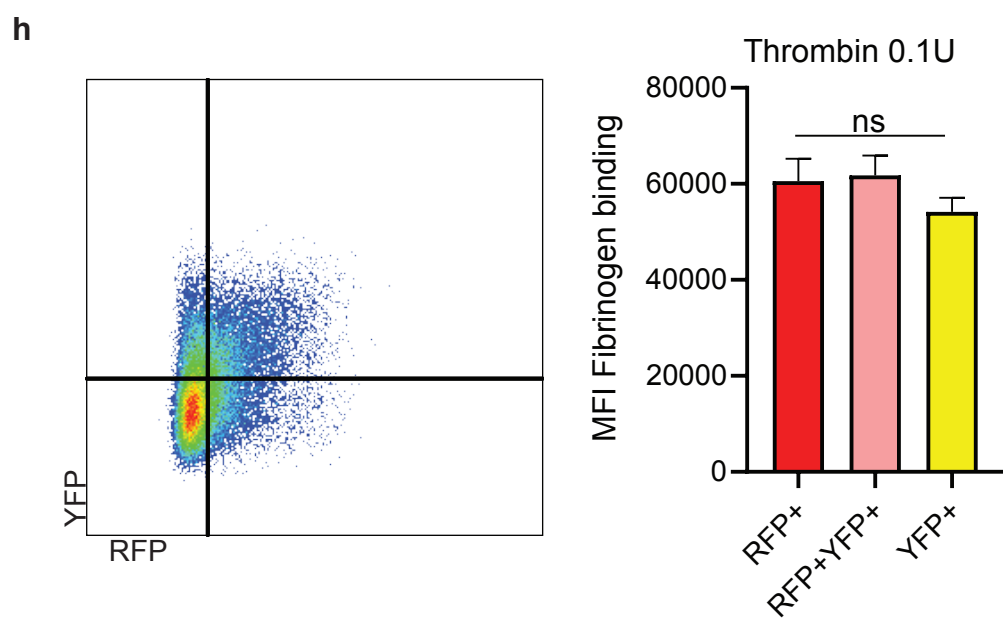 h
YFP
RFP
Thrombin 0.1U
MFI Fibrinogen binding
80000
60000
40000
20000
0
ns
RFP+
RFP+YFP+
YFP+